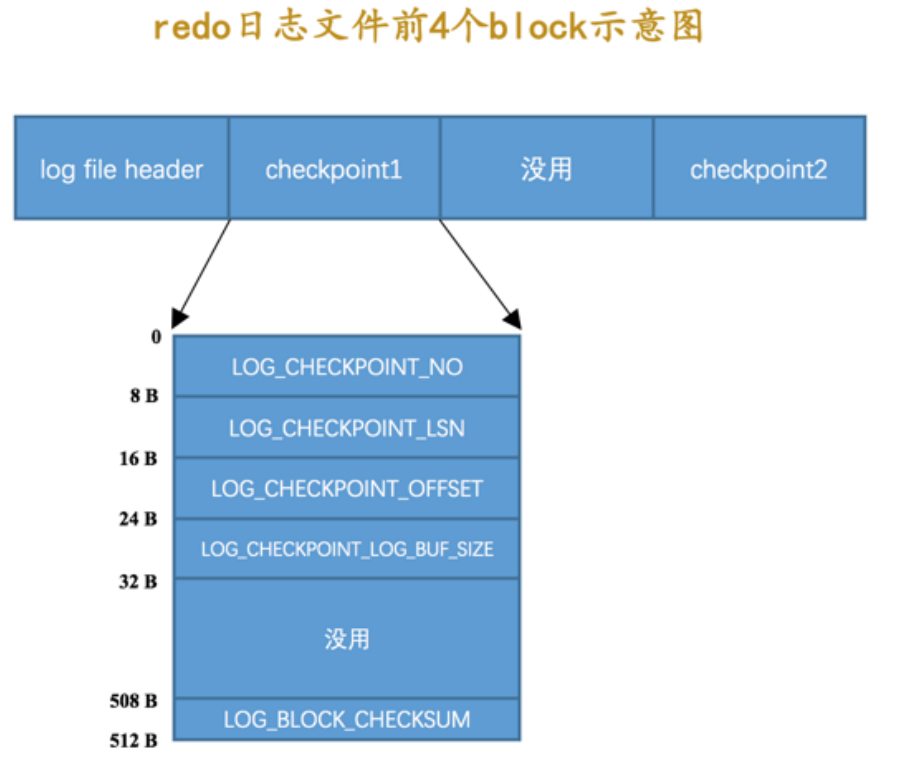 redo日志文件前4个block示意图
log file header
checkpoint1
没用
checkpoint2
0
LOG_CHECKPOINT_NO
8 B
LOG_CHECKPOINT_LSN
16 B
LOG_CHECKPOINT_OFFSET
24 B
LOG_CHECKPOINT_LOG_BUF_SIZE
32 B
没用
508 B
LOG_BLOCK_CHECKSUM
512 B